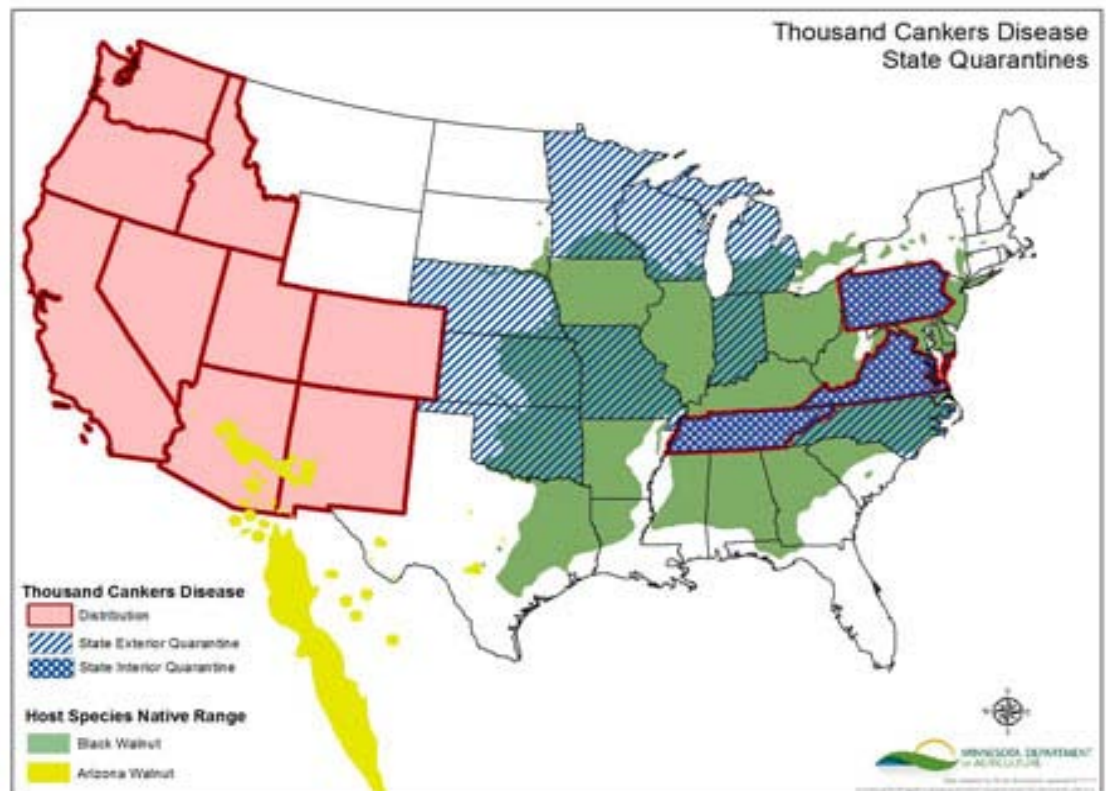 Thousand Cankers Disease
State Quarantines
Thousand Cankers Disease
Distribution
State Exterior Quarantine
State Interior Quarantine
Host Species Native Range
Black Walnut
Arizona Walnut
MINNESOTA DEPARTMENT
OF AGRICULTURE